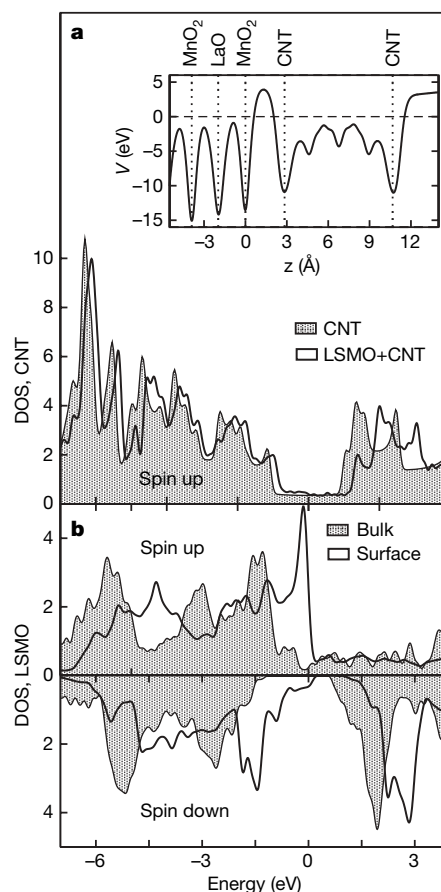 a
MnO2 LaO MnO2 CNT CNT
5
0
−5
−10
−15
V (eV)
−3 0 3 6 9 12
z (Å)
10
8
6
4
2
0
DOS, CNT
CNT
LSMO+CNT
Spin up
b
4
2
0
2
4
DOS, LSMO
Spin up
Bulk
Surface
Spin down
−6 −3 0 3
Energy (eV)